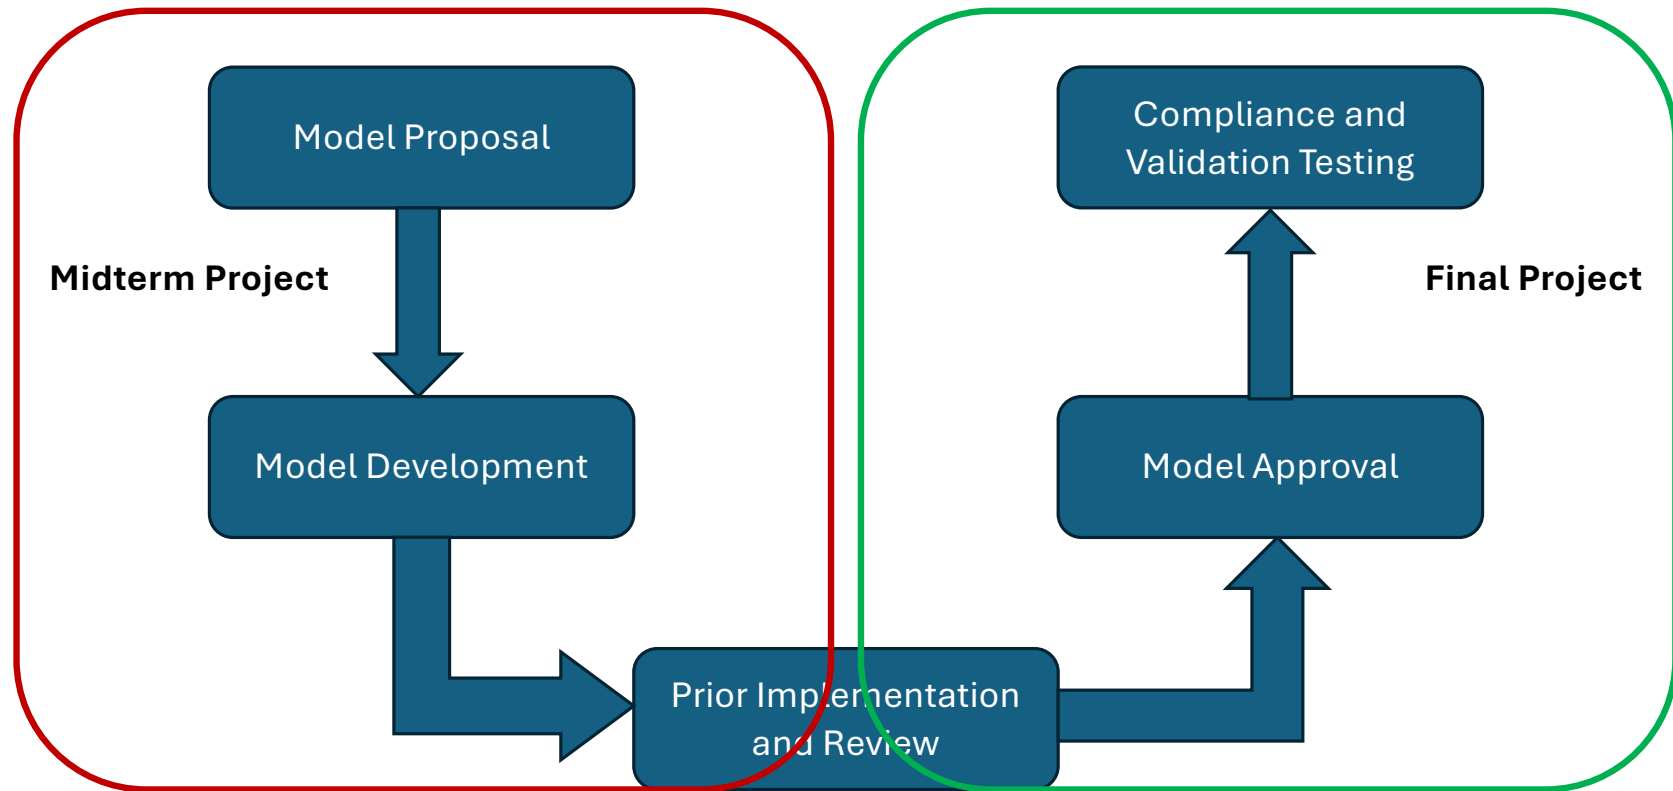 Model Proposal
Compliance and
Validation Testing
Midterm Project
Final Project
Model Development
Model Approval
Prior Implementation
and Review